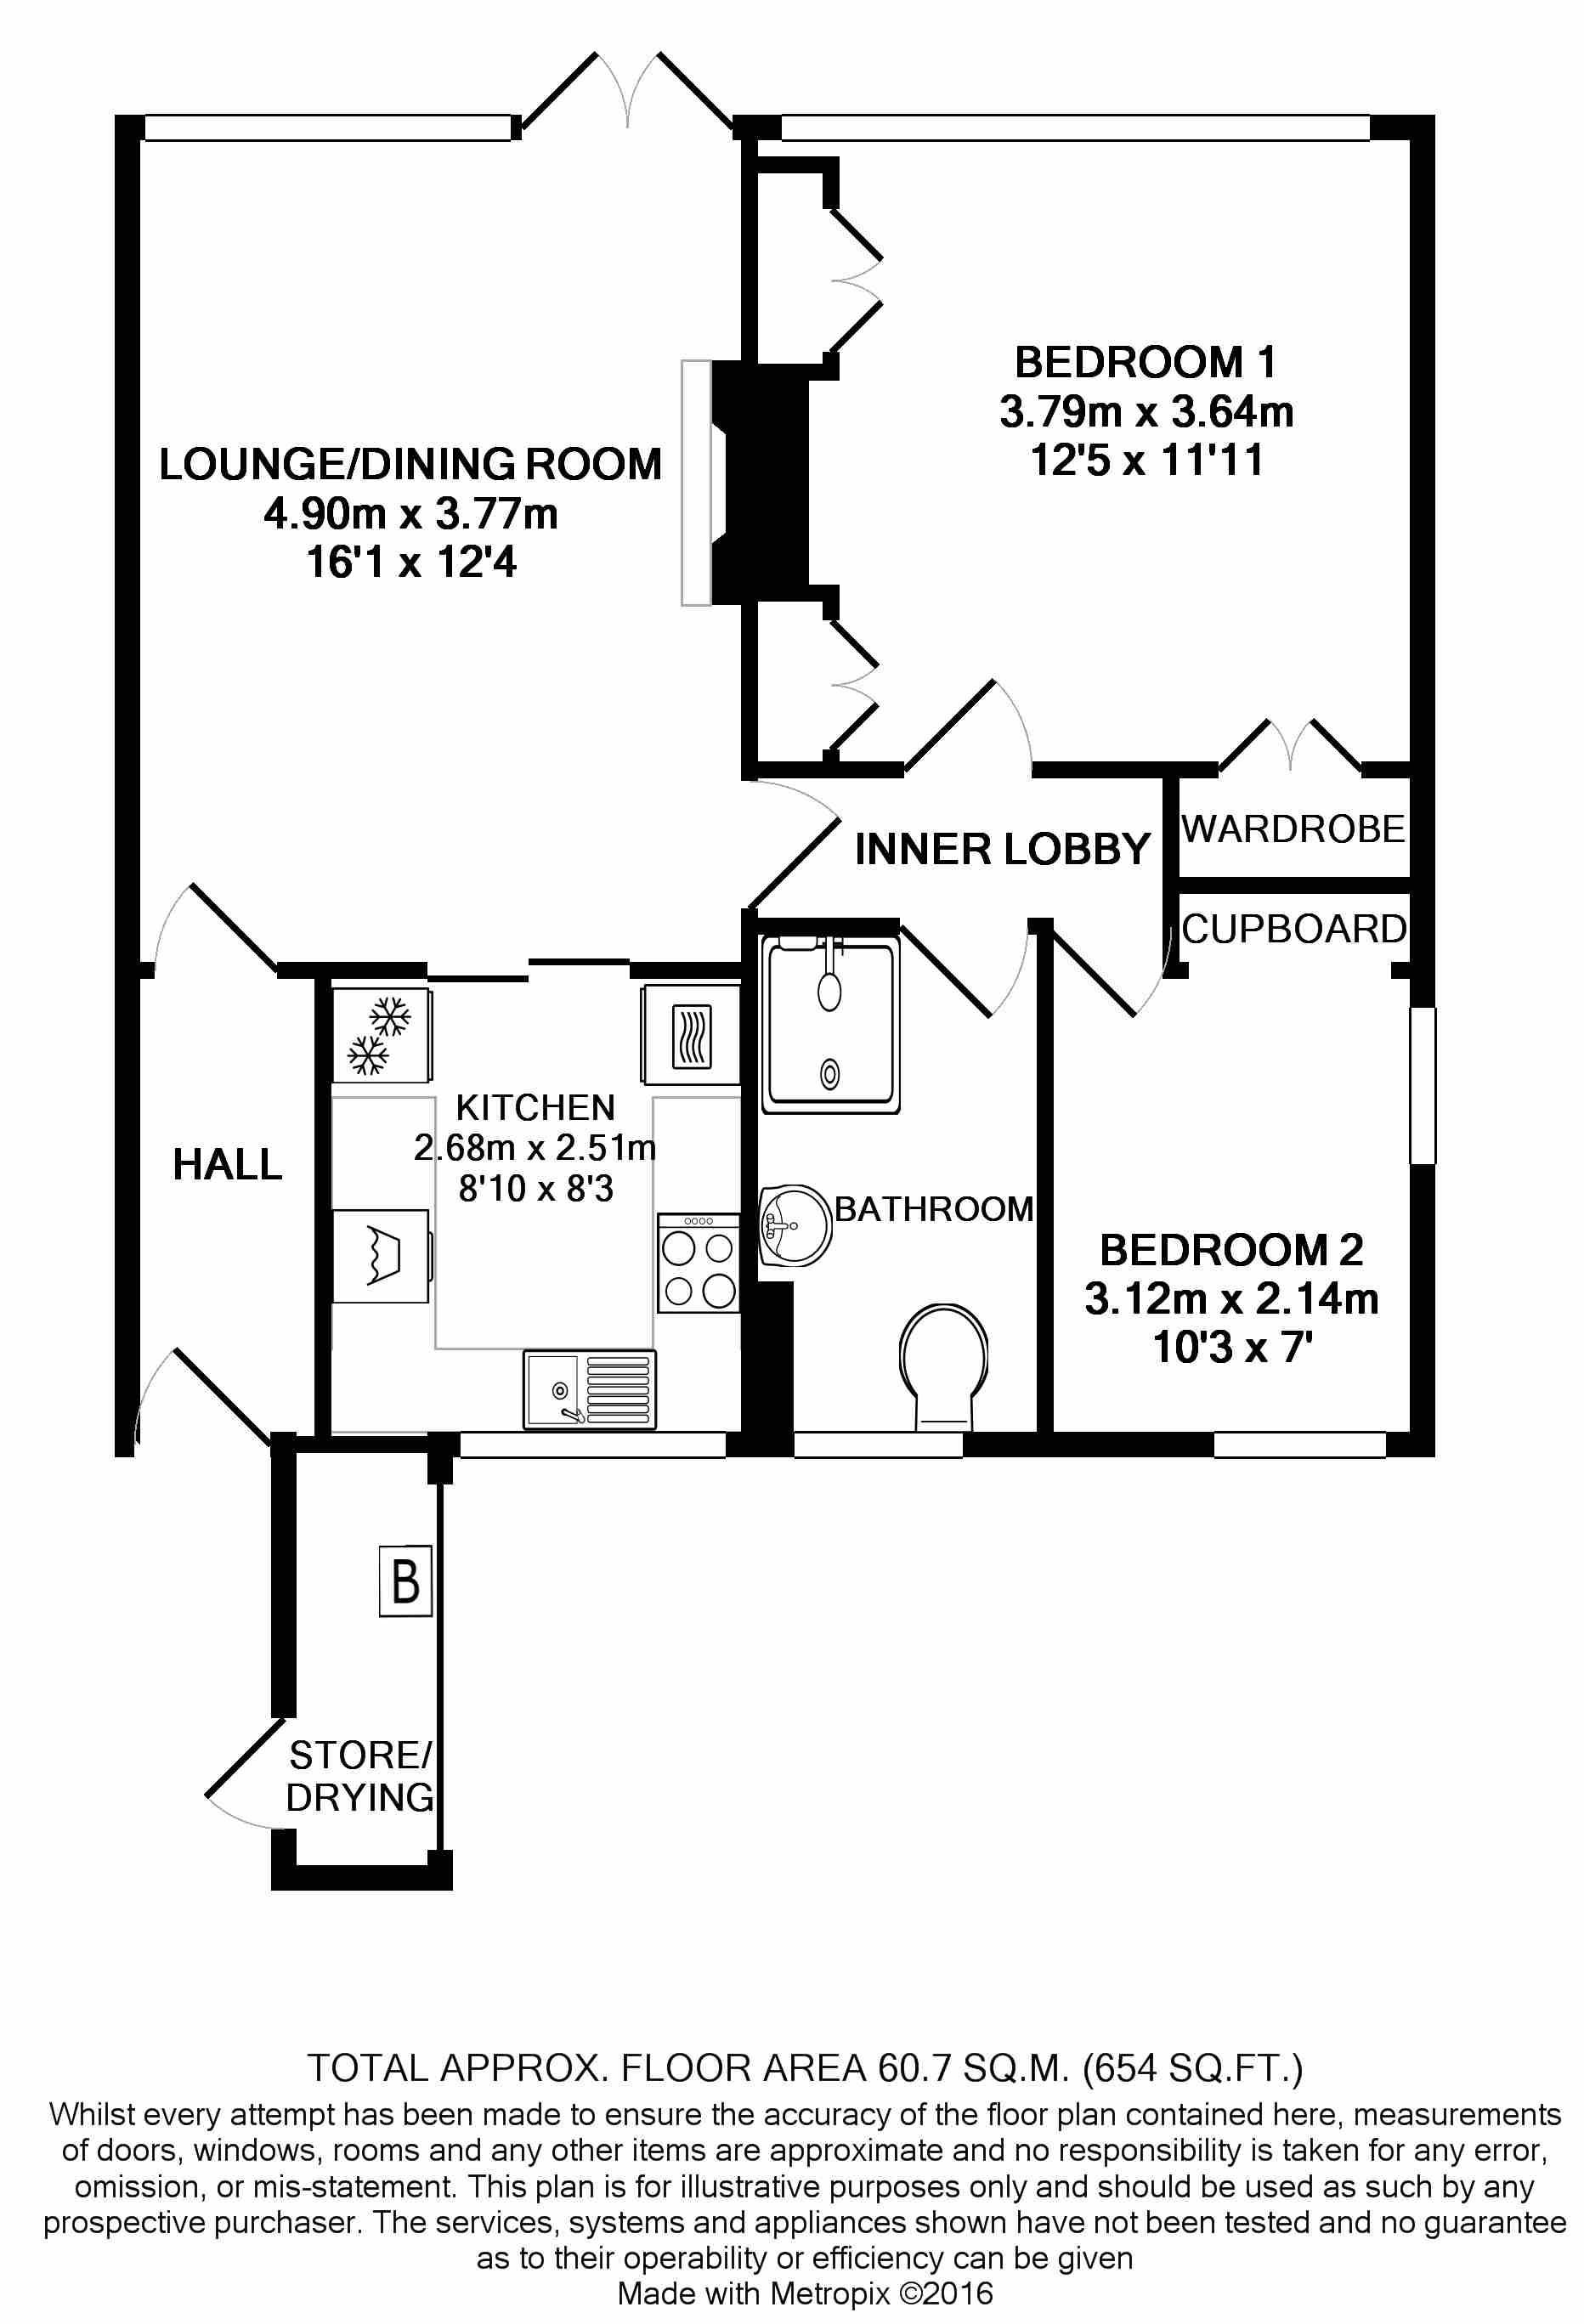 LOUNGE/DINING ROOM
4.90m x 3.77m
16'1 x 12'4
BEDROOM 1
3.79m x 3.64m
12'5 x 11'11
INNER LOBBY
WARDROBE
CUPBOARD
HALL
KITCHEN
2.68m x 2.51m
8'10 x 8'3
BATHROOM
BEDROOM 2
3.12m x 2.14m
10'3 x 7'
B
STORE/
DRYING
TOTAL APPROX. FLOOR AREA 60.7 SQ.M. (654 SQ.FT.)
Whilst every attempt has been made to ensure the accuracy of the floor plan contained here, measurements
of doors, windows, rooms and any other items are approximate and no responsibility is taken for any error,
omission, or mis-statement. This plan is for illustrative purposes only and should be used as such by any
prospective purchaser. The services, systems and appliances shown have not been tested and no guarantee
as to their operability or efficiency can be given
Made with Metropix ©2016